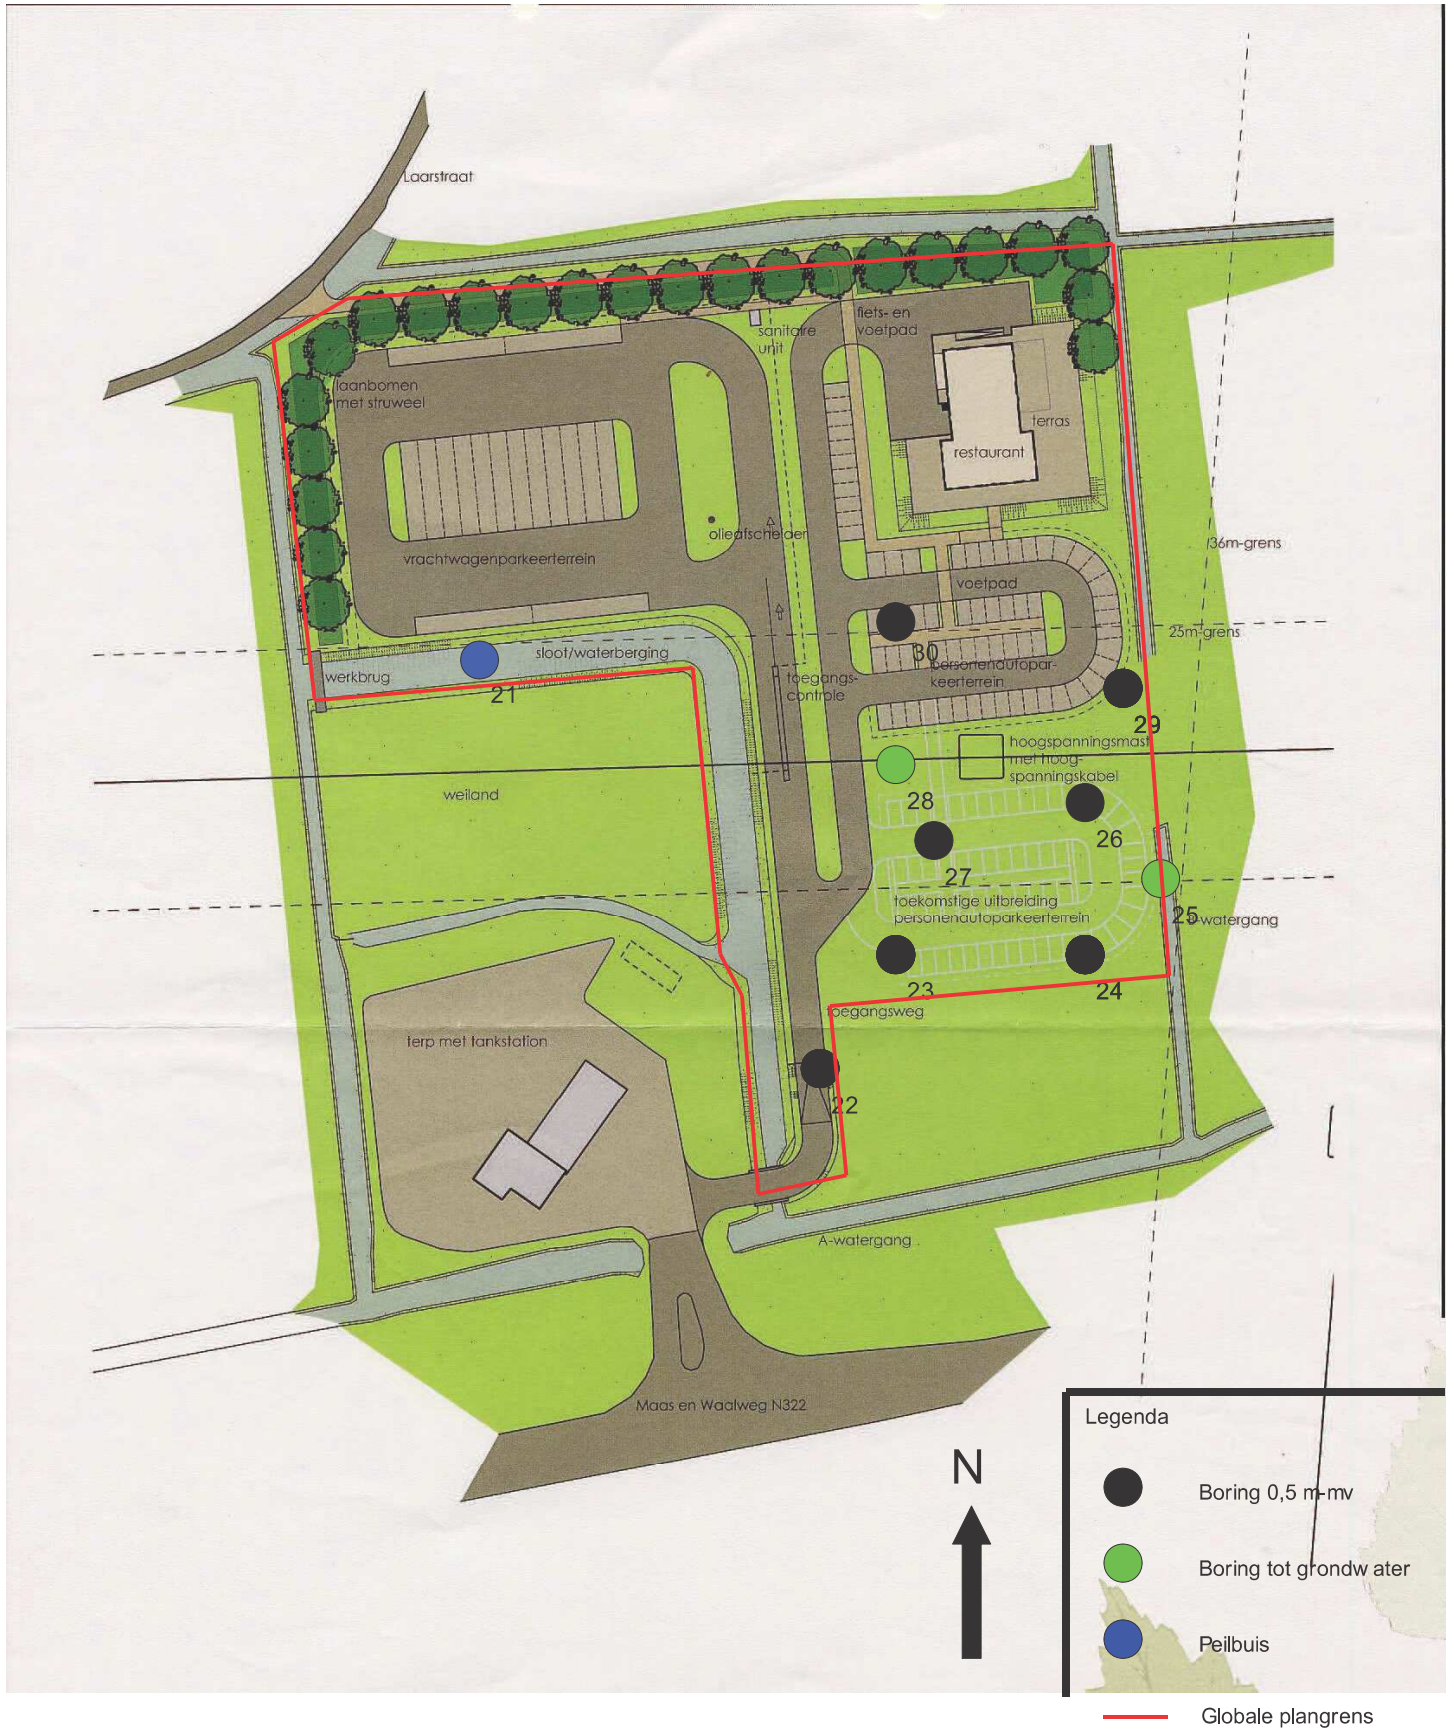 Laarstraat
sanitaire
unit
fiets- en
voetpad
laanbomen
met struweel
terras
restaurant
olieafscheider
vrachtwagenparkeerterrein
36m-grens
voetpad
25m-grens
30
sloot/waterberging
personenautopar-
keerterrein
werkbrug
toegangs-
controle
21
29
hoogspanningsmast
met hoog-
spanningskabel
weiland
28
26
27
toekomstige uitbreiding
personenautoparkeerterrein
25
-watergang
23
24
toegangsweg
terp met tankstation
22
A-watergang
Maas en Waalweg N322
N
Legenda
Boring 0,5 m-mv
Boring tot grondwater
Peilbuis
Globale plangrens